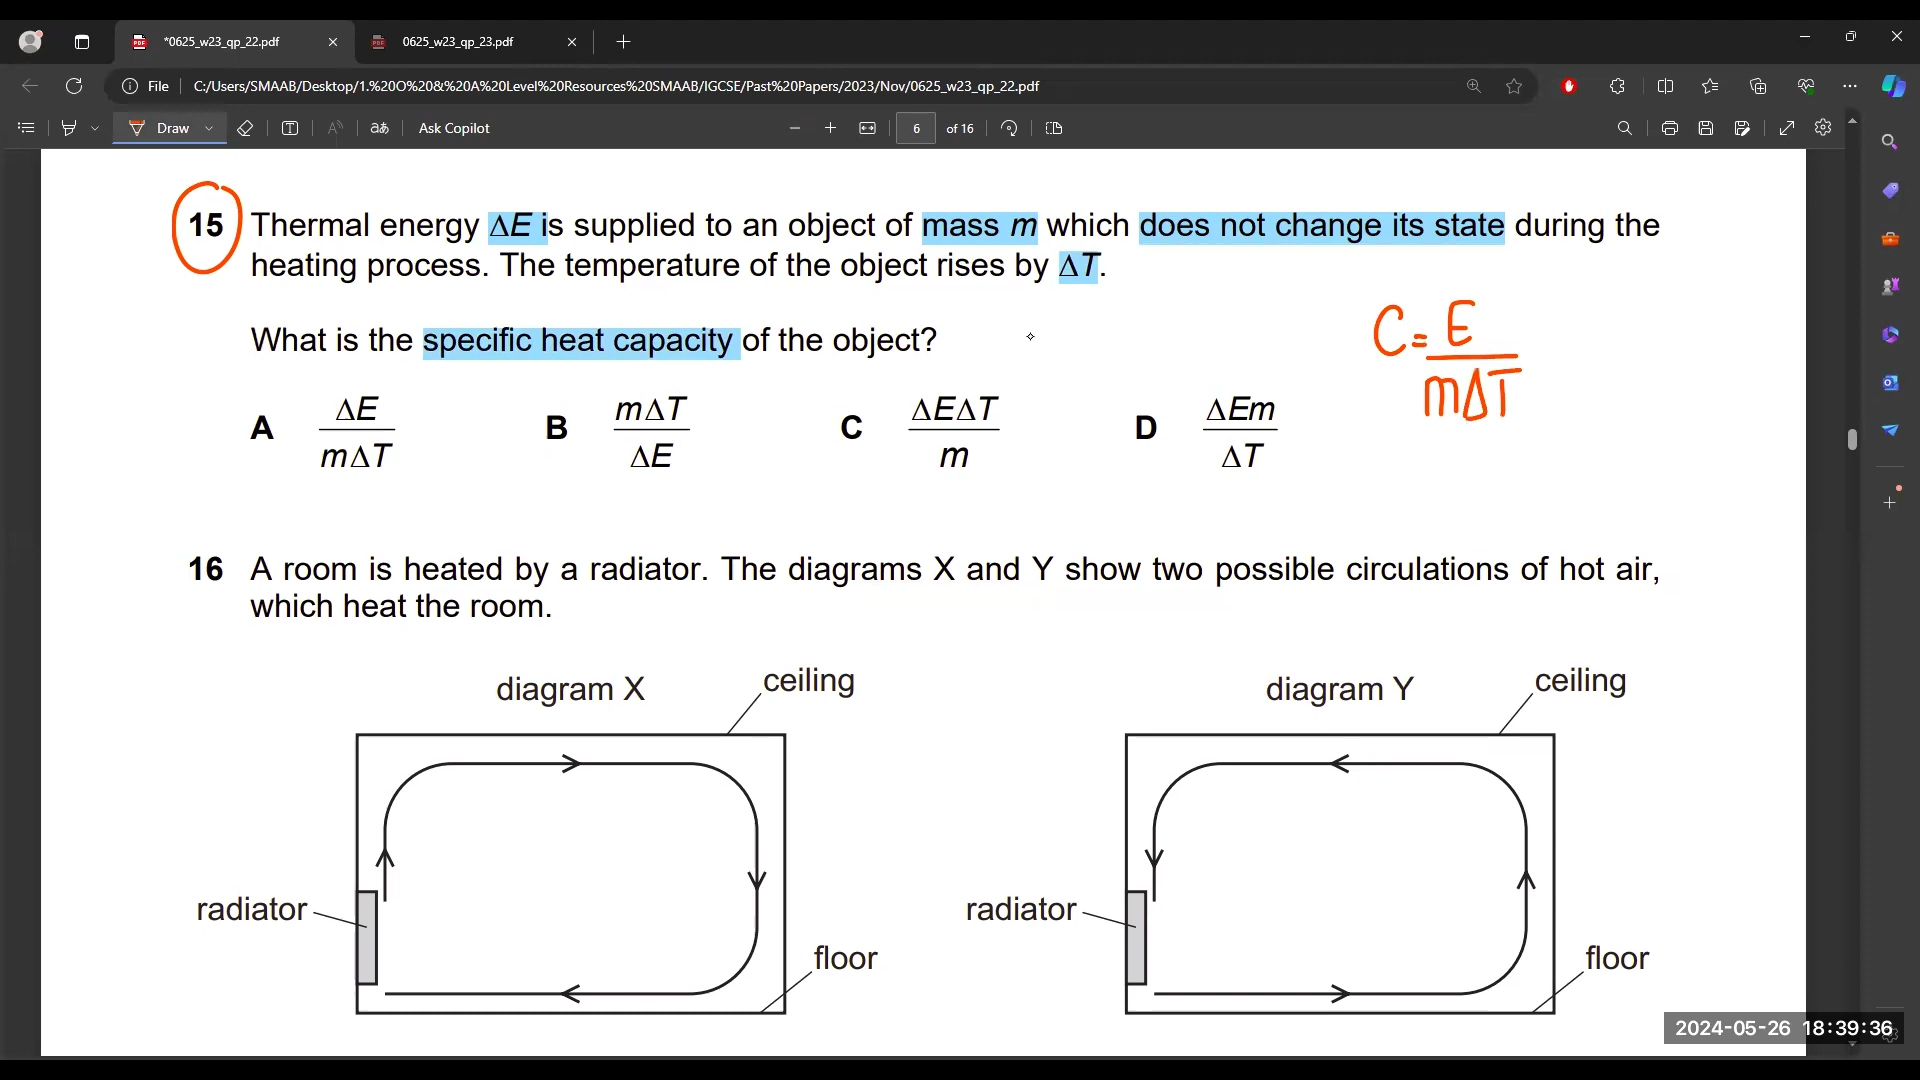 *0625_w23_qp_22.pdf
0625_w23_qp_23.pdf
File
C:/Users/SMAAB/Desktop/1.%20O%20&%20A%20Level%20Resources%20SMAAB/IGCSE/Past%20Papers/2023/Nov/0625_w23_qp_22.pdf
Draw
Ask Copilot
6
of 16
15 Thermal energy ΔE is supplied to an object of mass m which does not change its state during the
heating process. The temperature of the object rises by ΔT.
What is the specific heat capacity of the object?
A ΔE/mΔT B mΔT/ΔE C ΔEΔT/m D ΔEm/ΔT
C = E/mΔT
16 A room is heated by a radiator. The diagrams X and Y show two possible circulations of hot air,
which heat the room.
diagram X
ceiling
radiator
floor
diagram Y
ceiling
radiator
floor
2024-05-26 18:39:36